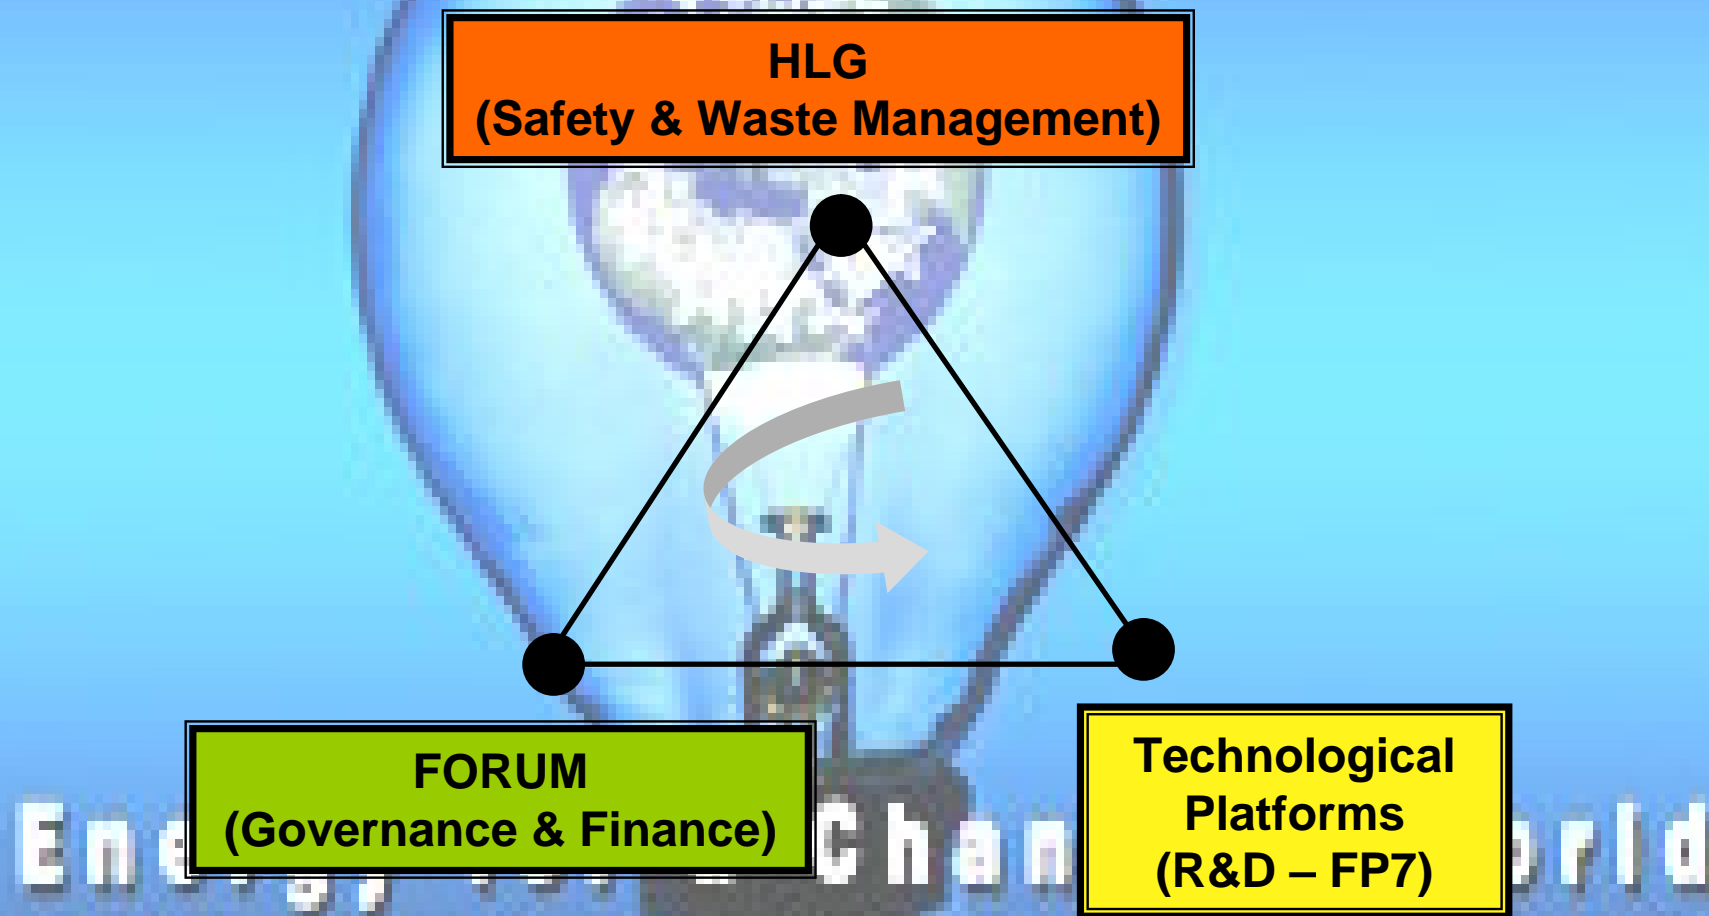 HLG
(Safety & Waste Management)
FORUM
(Governance & Finance)
Technological
Platforms
(R&D – FP7)